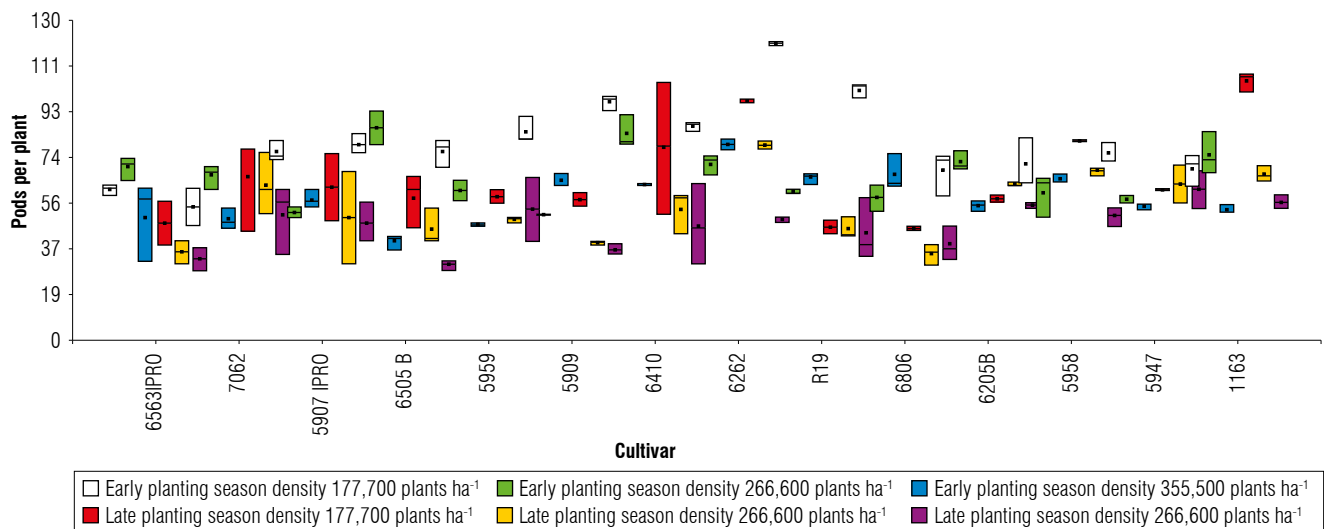 130
111
93
74
56
37
19
0
Pods per plant
6563IPRO
7062
5907 IPRO
6505 B
5959
5909
6410
6262
R19
6806
6205B
5958
5947
1163
Cultivar
Early planting season density 177,700 plants ha⁻¹
Early planting season density 266,600 plants ha⁻¹
Early planting season density 355,500 plants ha⁻¹
Late planting season density 177,700 plants ha⁻¹
Late planting season density 266,600 plants ha⁻¹
Late planting season density 266,600 plants ha⁻¹